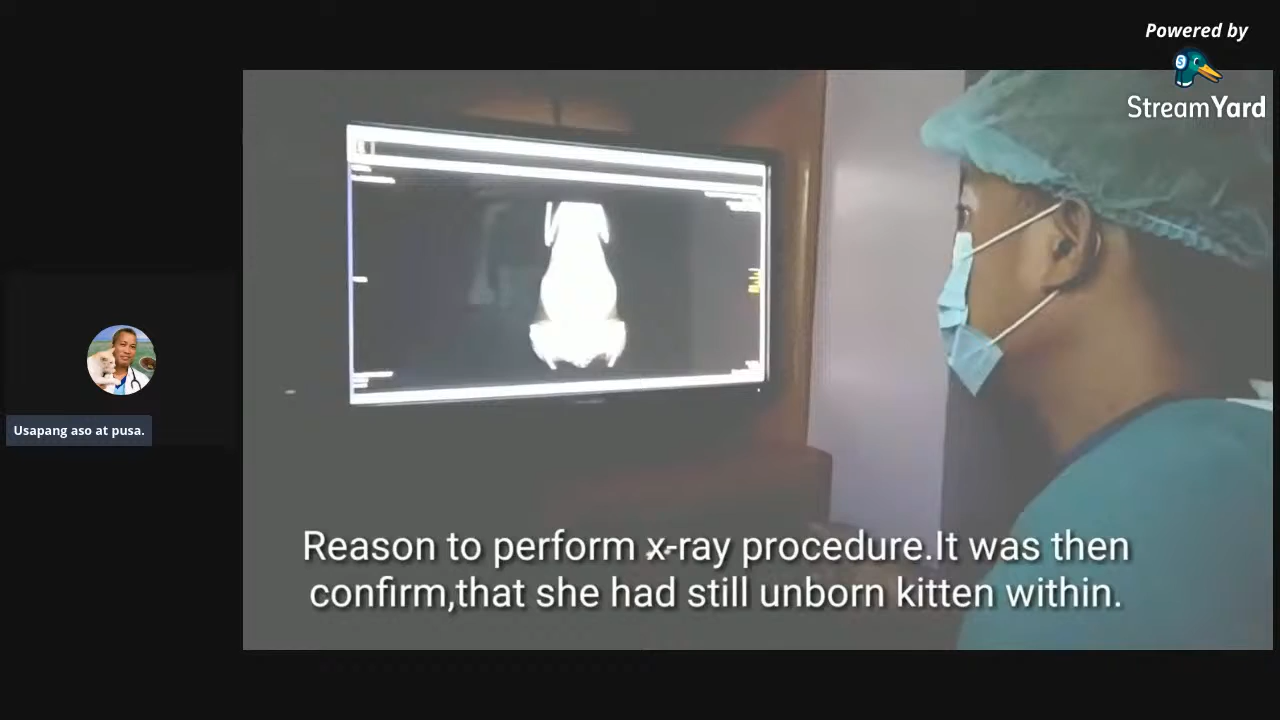 Powered by
StreamYard
Usapang aso at pusa.
Reason to perform x-ray procedure.It was then
confirm,that she had still unborn kitten within.